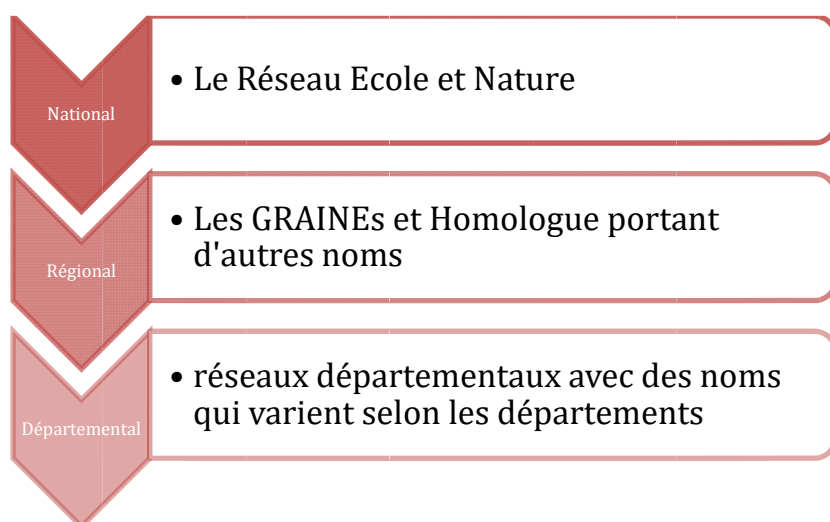 National
• Le Réseau Ecole et Nature
Régional
• Les GRAINEs et Homologue portant
d'autres noms
Départemental
• réseaux départementaux avec des noms
qui varient selon les départements